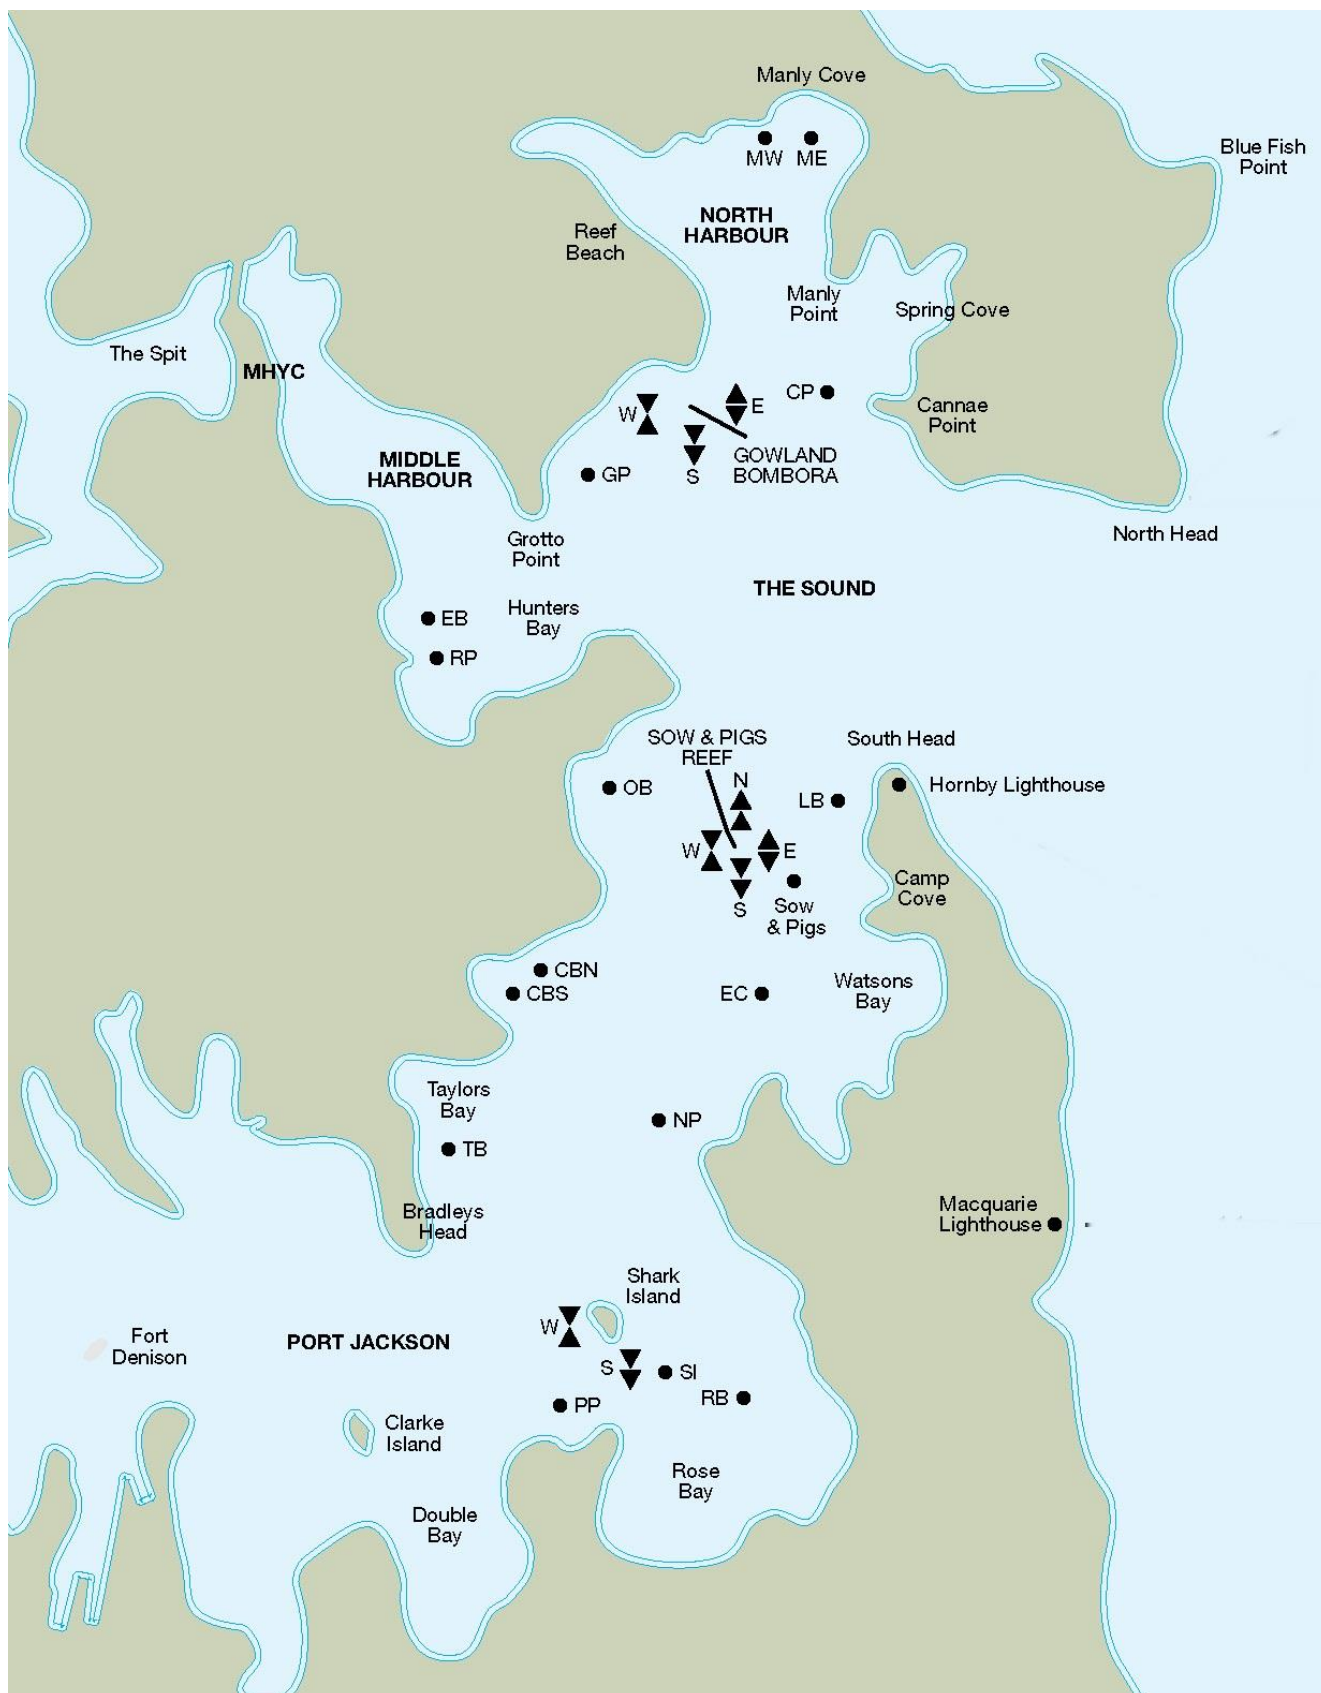 Manly Cove
MW
ME
Blue Fish
Point
NORTH
HARBOUR
Reef
Beach
Manly
Point
Spring Cove
The Spit
MHYC
W
E
CP
Cannae
Point
S
GOWLAND
BOMBORA
MIDDLE
HARBOUR
GP
North Head
Grotto
Point
THE SOUND
EB
Hunters
Bay
RP
SOW & PIGS
REEF
South Head
N
OB
LB
Hornby Lighthouse
W
E
Camp
Cove
S
Sow
& Pigs
CBN
CBS
EC
Watsons
Bay
Taylors
Bay
NP
TB
Bradleys
Head
Macquarie
Lighthouse
Shark
Island
W
Fort
Denison
PORT JACKSON
S
SI
RB
PP
Clarke
Island
Rose
Bay
Double
Bay